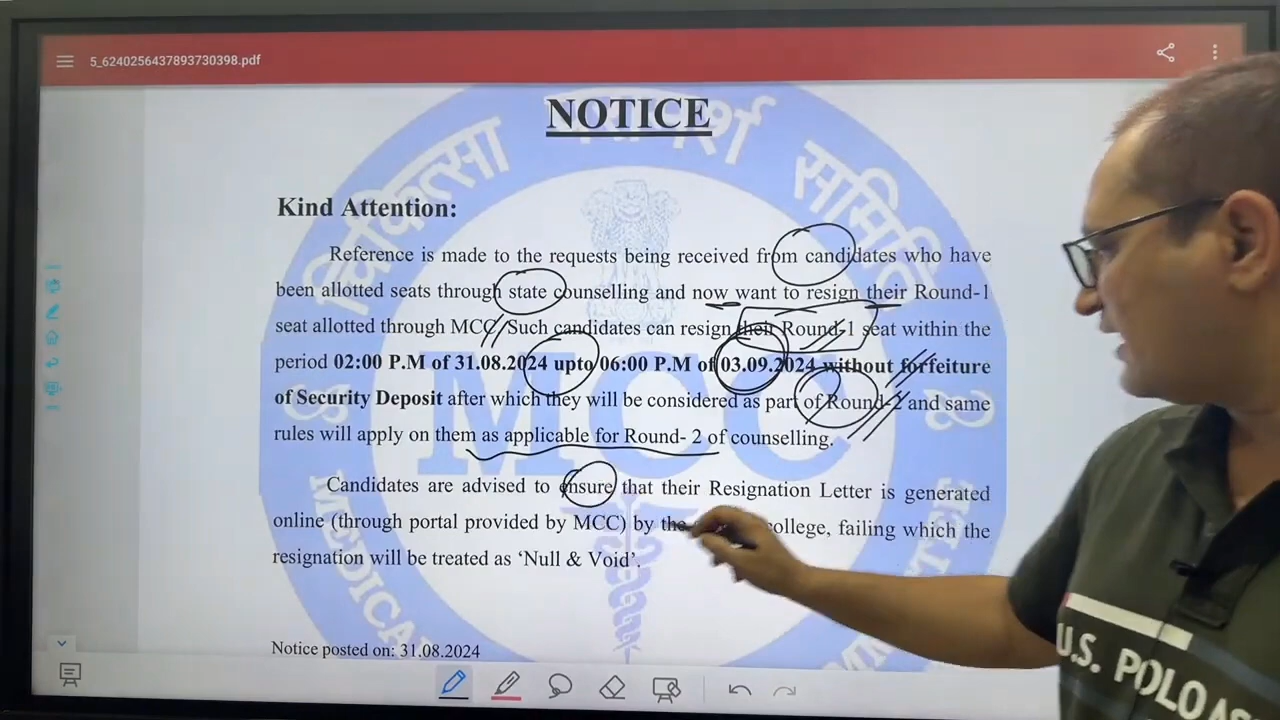 5_6240256437893730398.pdf
NOTICE
चिकित्सा परामर्श समिति
Kind Attention:
Reference is made to the requests being received from candidates who have
been allotted seats through state counselling and now want to resign their Round-1
seat allotted through MCC. Such candidates can resign their Round-1 seat within the
period 02:00 P.M of 31.08.2024 upto 06:00 P.M of 03.09.2024 without forfeiture
of Security Deposit after which they will be considered as part of Round-2 and same
rules will apply on them as applicable for Round- 2 of counselling.
MCC
Candidates are advised to ensure that their Resignation Letter is generated
online (through portal provided by MCC) by the college, failing which the
resignation will be treated as ‘Null & Void’.
Notice posted on: 31.08.2024
U.S. POLO